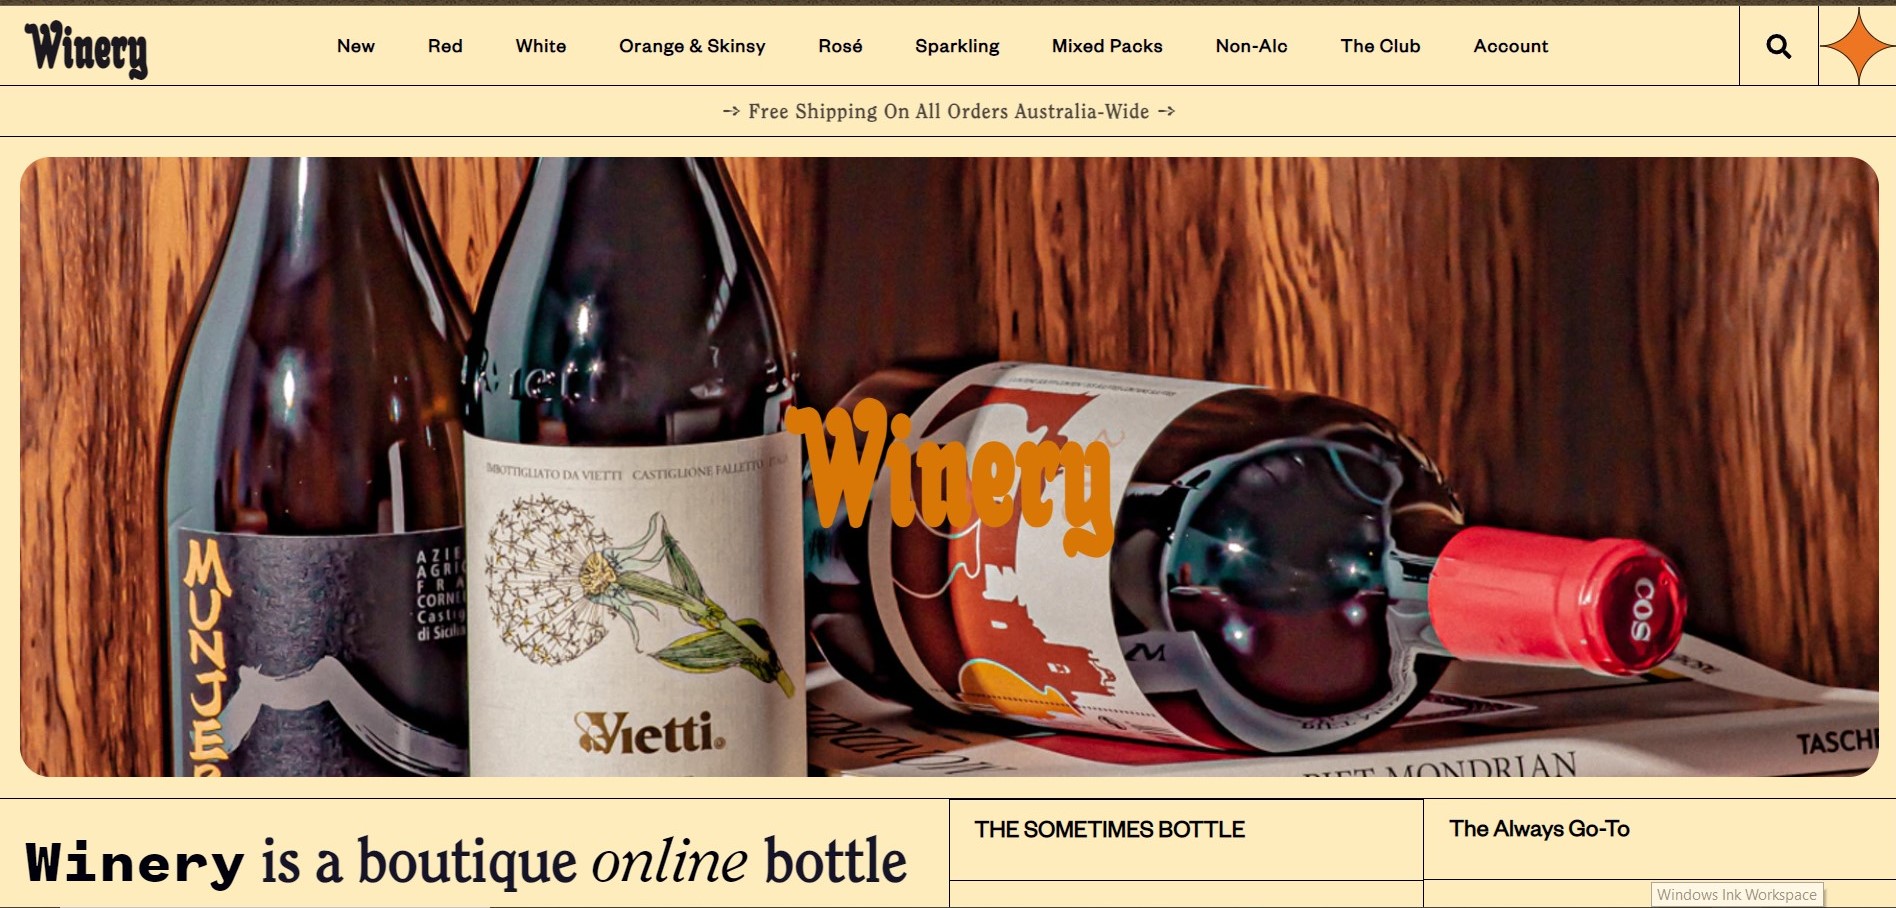 Winery
New Red White Orange & Skinsy Rosé Sparkling Mixed Packs Non-Alc The Club Account
-> Free Shipping On All Orders Australia-Wide ->
Winery
IMBOTTIGLIATO DA VIETTI CASTIGLIONE FALLETTO
MUNJE
AZIE
AGRIC
FRA
CORNE
Castig
di Sicilia
Vietti
COS
TASCH
PIET MONDRIAN
Winery is a boutique online bottle
THE SOMETIMES BOTTLE
The Always Go-To
Windows Ink Workspace